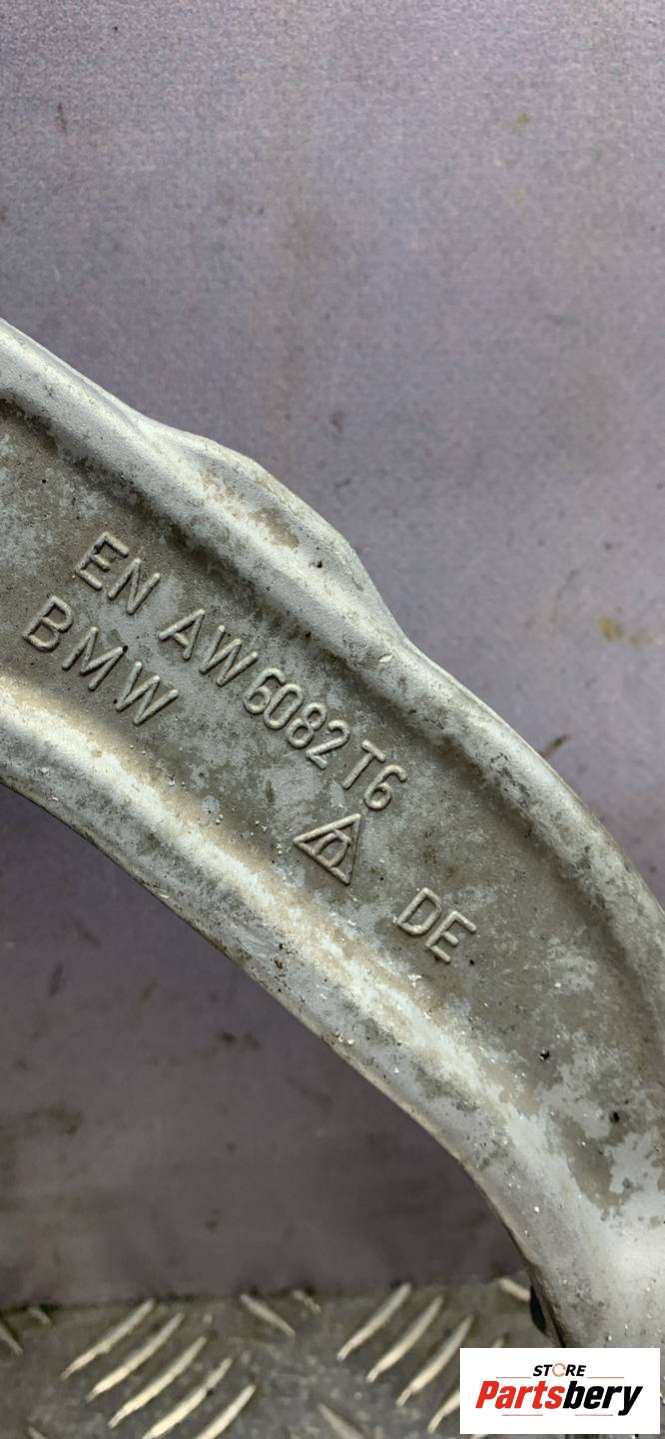 EN AW 6082 T6
BMW
DE
STORE
Partsbery